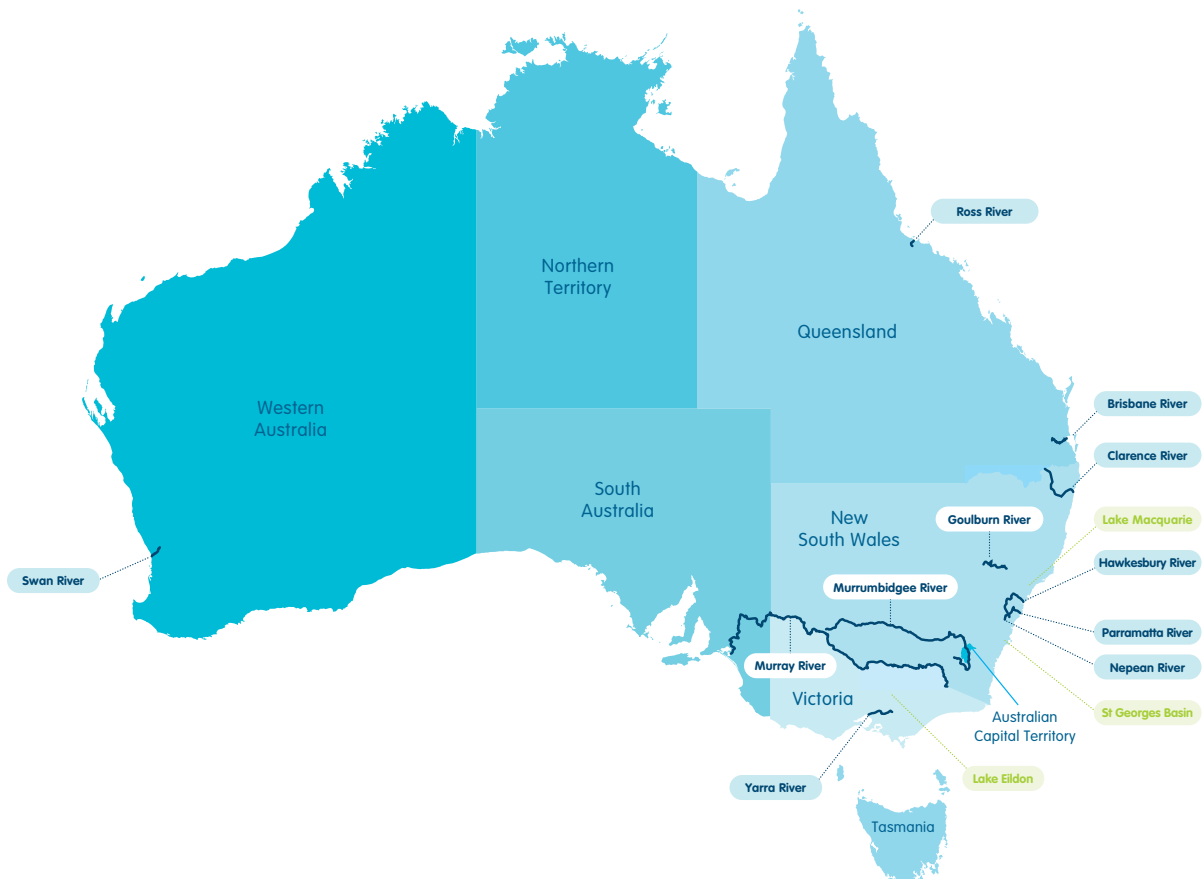 Ross River
Northern
Territory
Queensland
Western
Australia
Brisbane River
Clarence River
South
Australia
New
South Wales
Goulburn River
Lake Macquarie
Hawkesbury River
Swan River
Murrumbidgee River
Parramatta River
Murray River
Nepean River
Victoria
St Georges Basin
Australian
Capital Territory
Lake Eildon
Yarra River
Tasmania